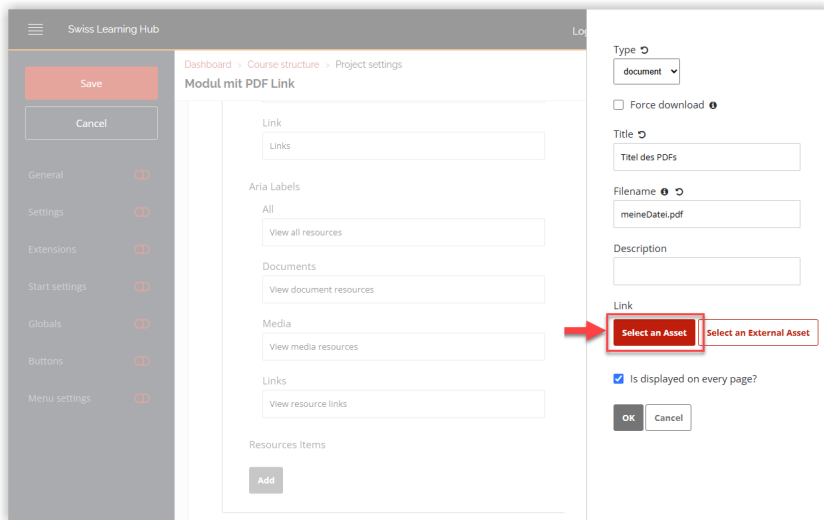 Swiss Learning Hub
Log
Save
Cancel
General
Settings
Extensions
Start settings
Globals
Buttons
Menu settings
Dashboard > Course structure > Project settings
Modul mit PDF Link
Link
Links
Aria Labels
All
View all resources
Documents
View document resources
Media
View media resources
Links
View resource links
Resources Items
Add
Type
document
Force download
Title
Titel des PDFs
Filename
meineDatei.pdf
Description
Link
Select an Asset Select an External Asset
Is displayed on every page?
OK Cancel